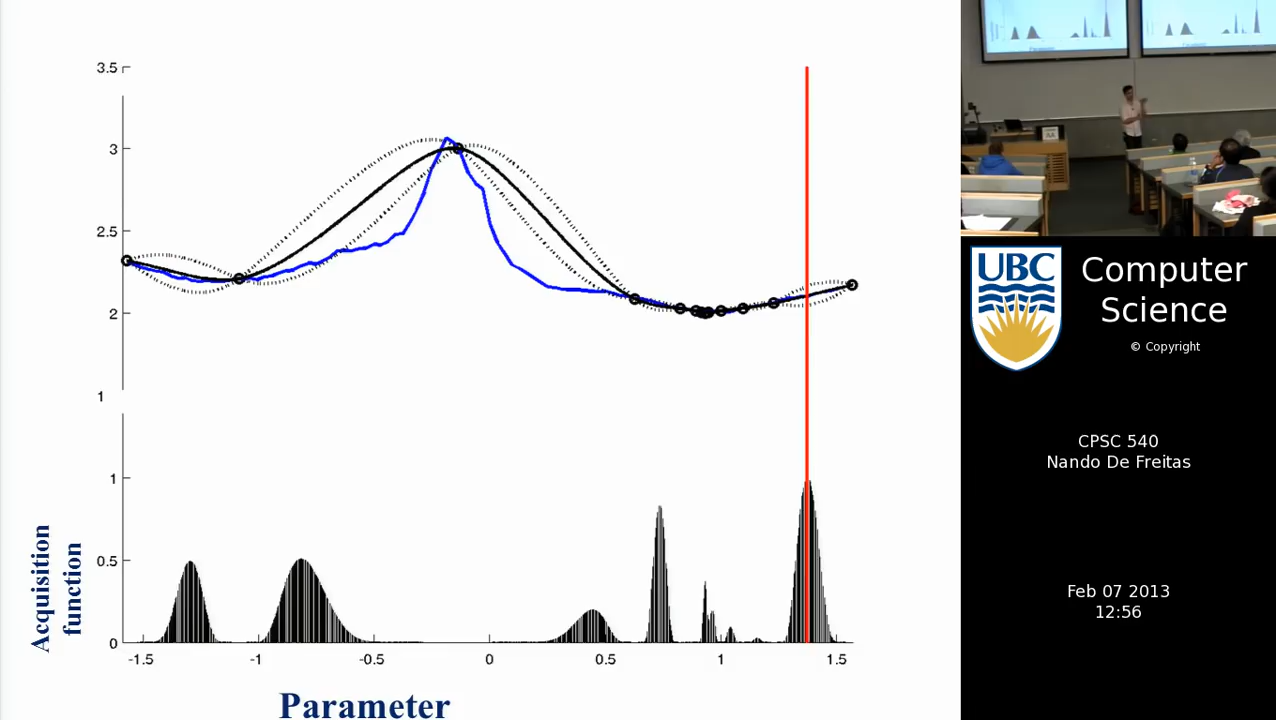 3.5
3
2.5
2
1
1
0.5
0
Acquisition
function
-1.5
-1
-0.5
0
0.5
1
1.5
Parameter
UBC
Computer
Science
© Copyright
CPSC 540
Nando De Freitas
Feb 07 2013
12:56